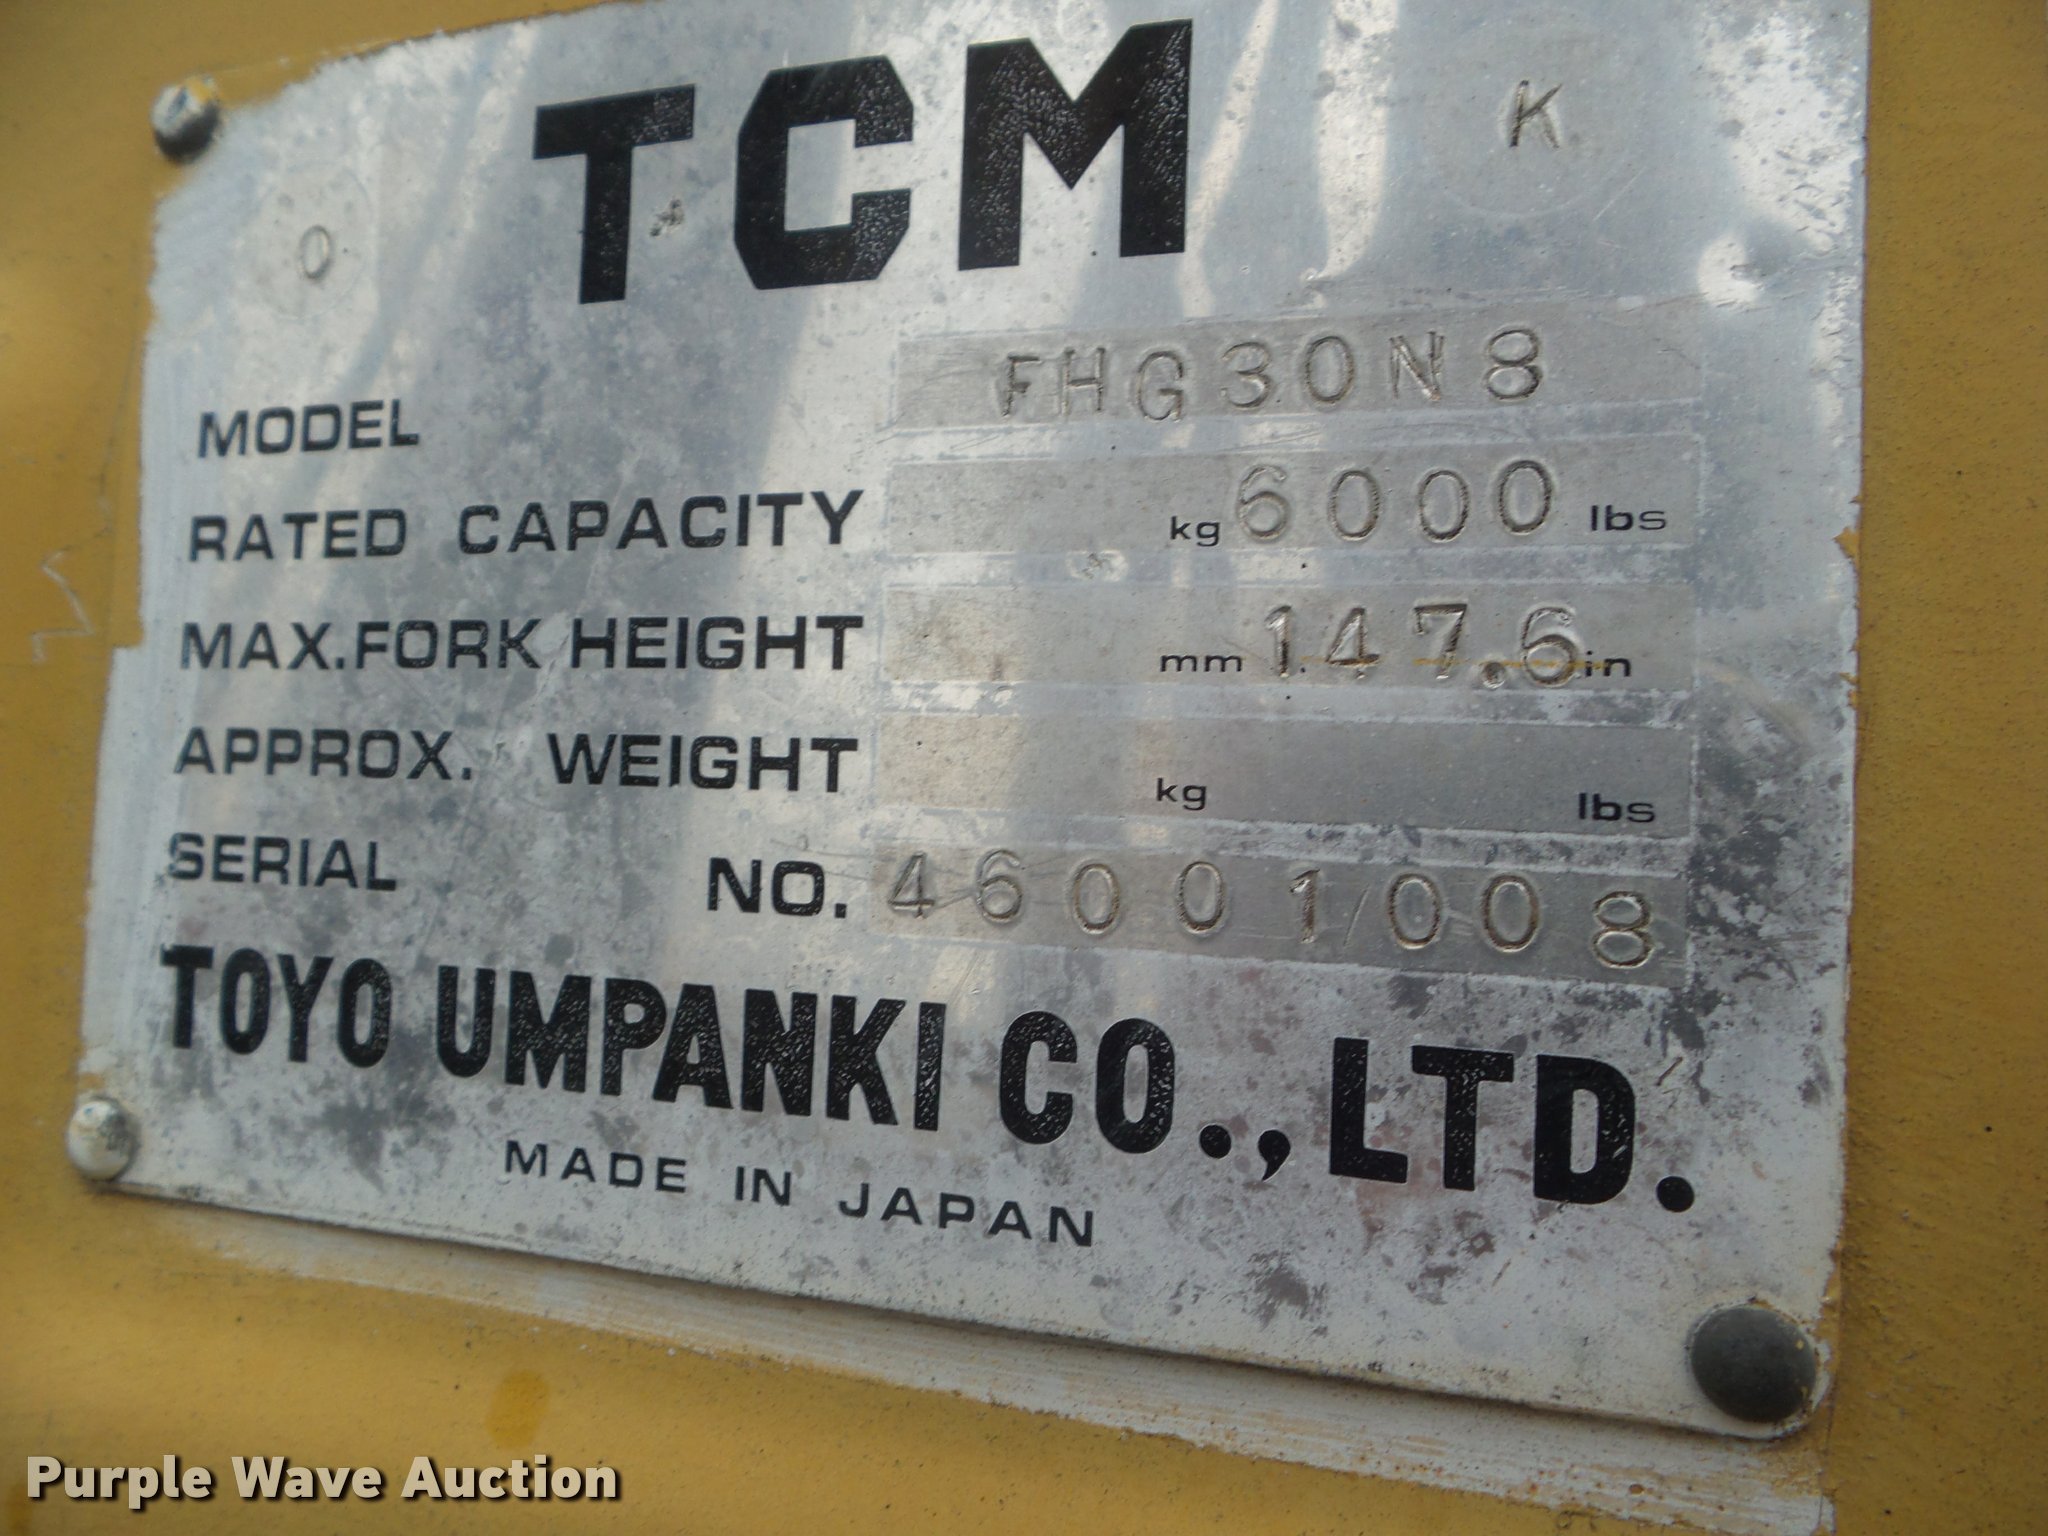 TCM
O
K
MODEL FHG30N8
RATED CAPACITY kg 6000 lbs
MAX.FORK HEIGHT mm 147.6 in
APPROX. WEIGHT kg lbs
SERIAL NO. 46001008
TOYO UMPANKI CO., LTD.
MADE IN JAPAN
Purple Wave Auction